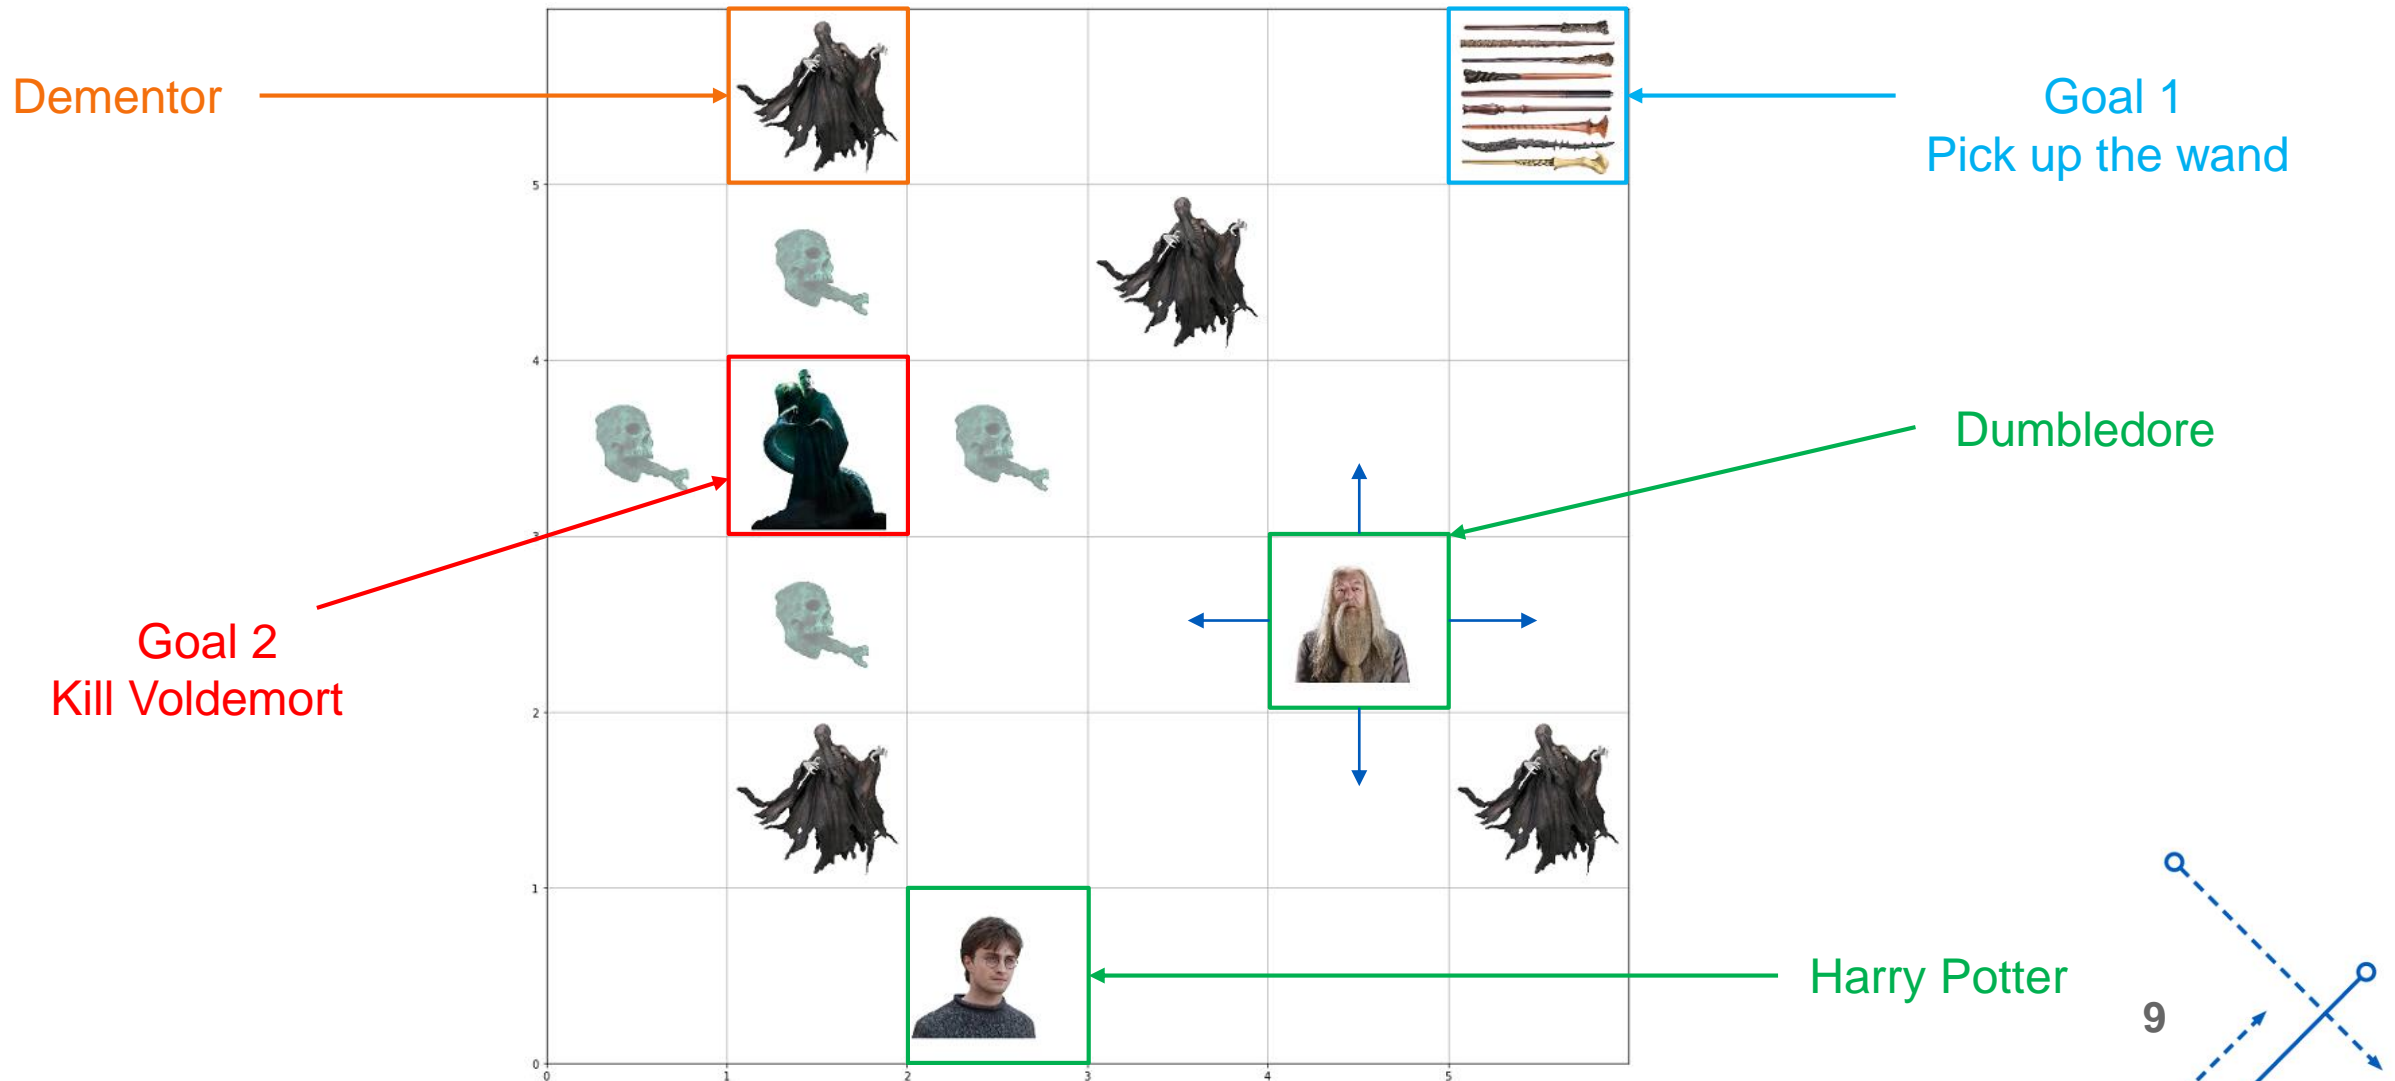 Dementor
Goal 1
Pick up the wand
5
4
Dumbledore
3
Goal 2
Kill Voldemort
2
1
Harry Potter
9
0
0 1 2 3 4 5